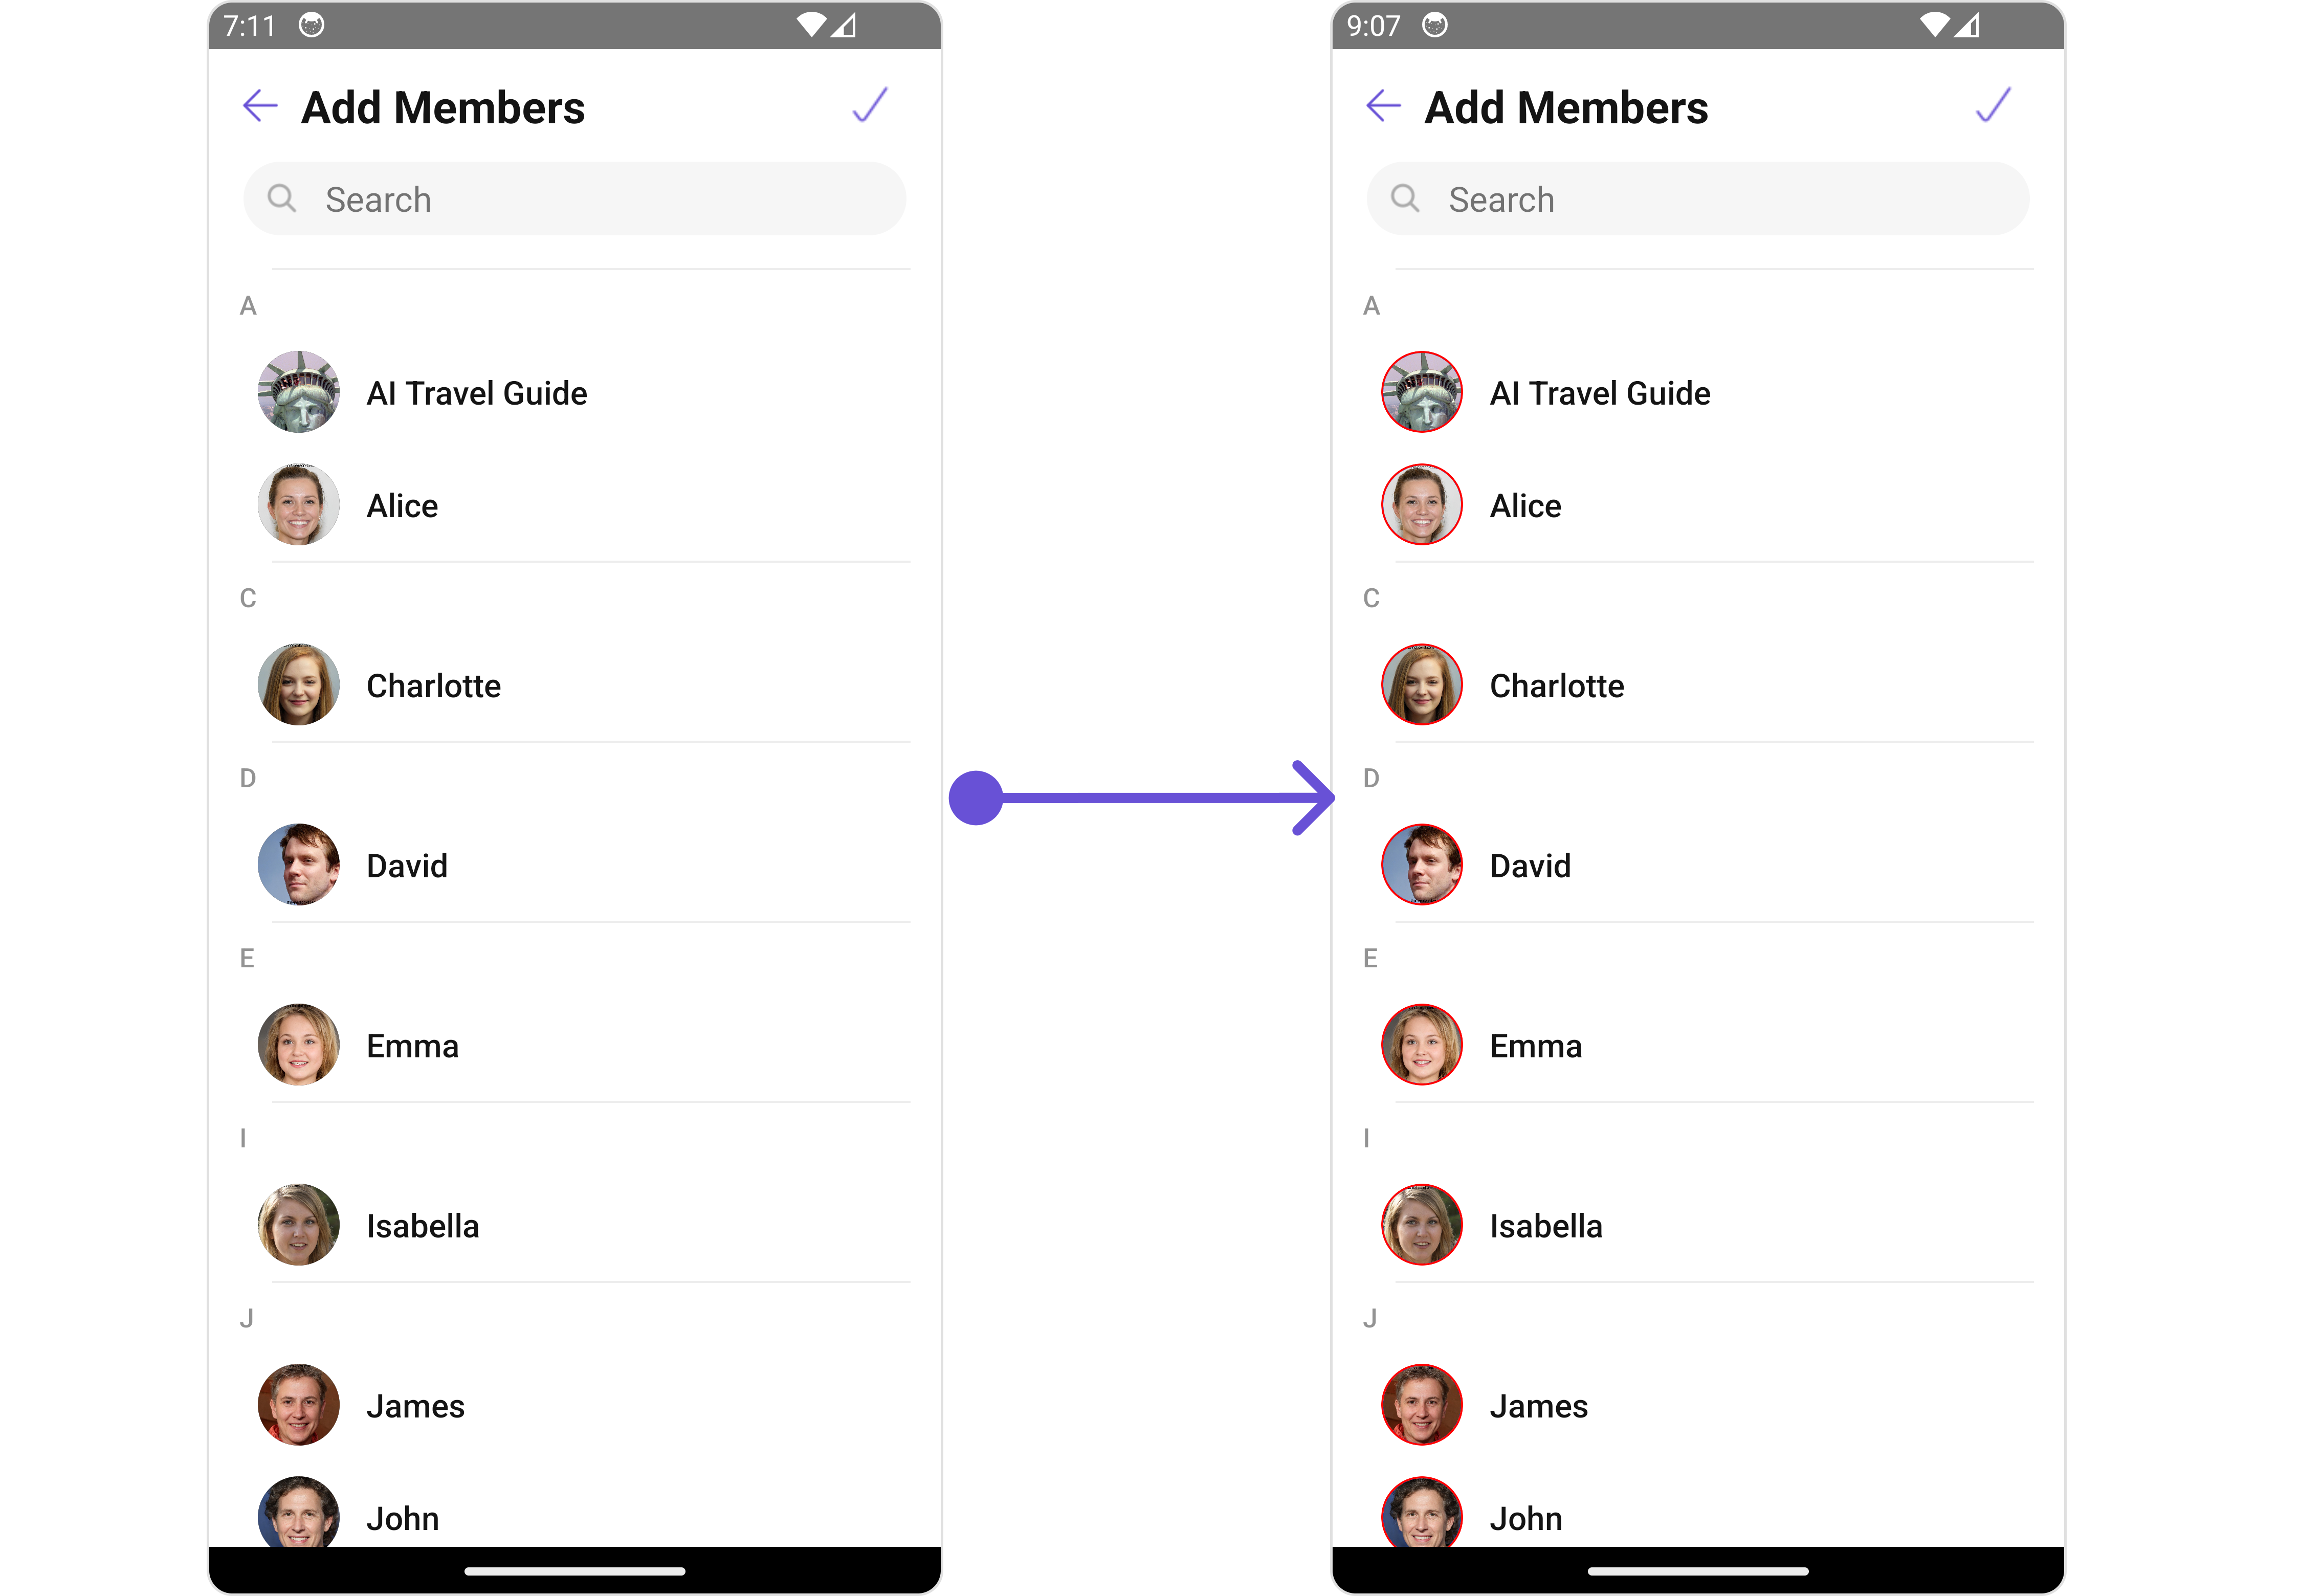 7:11
Add Members
Search
A
AI Travel Guide
Alice
C
Charlotte
D
David
E
Emma
I
Isabella
J
James
John
9:07
Add Members
Search
A
AI Travel Guide
Alice
C
Charlotte
D
David
E
Emma
I
Isabella
J
James
John